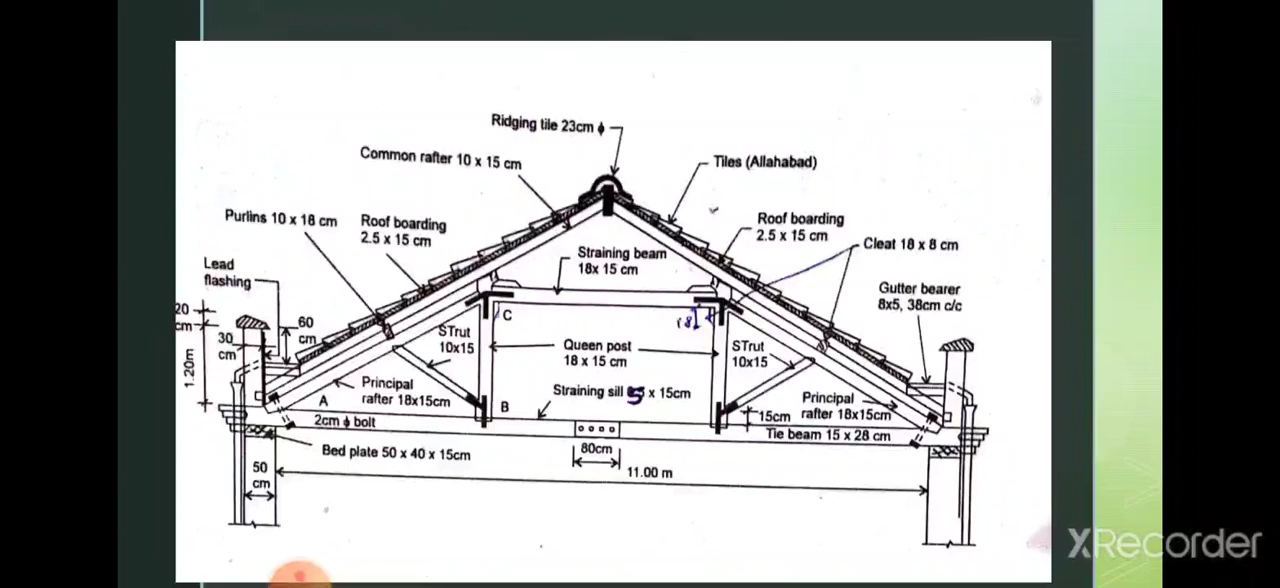 Ridging tile 23cm ϕ
Common rafter 10 x 15 cm
Tiles (Allahabad)
Purlins 10 x 18 cm
Roof boarding
2.5 x 15 cm
Roof boarding
2.5 x 15 cm
Straining beam
18x 15 cm
Cleat 18 x 8 cm
Lead
flashing
Gutter bearer
8x5, 38cm c/c
20
cm
60
cm
30
cm
1.20m
C
STrut
10x15
Queen post
18 x 15 cm
STrut
10x15
Principal
rafter 18x15cm
A
B
Straining sill x 15cm
Principal
rafter 18x15cm
15cm
2cm ϕ bolt
Tie beam 15 x 28 cm
Bed plate 50 x 40 x 15cm
80cm
11.00 m
50
cm
XRecorder